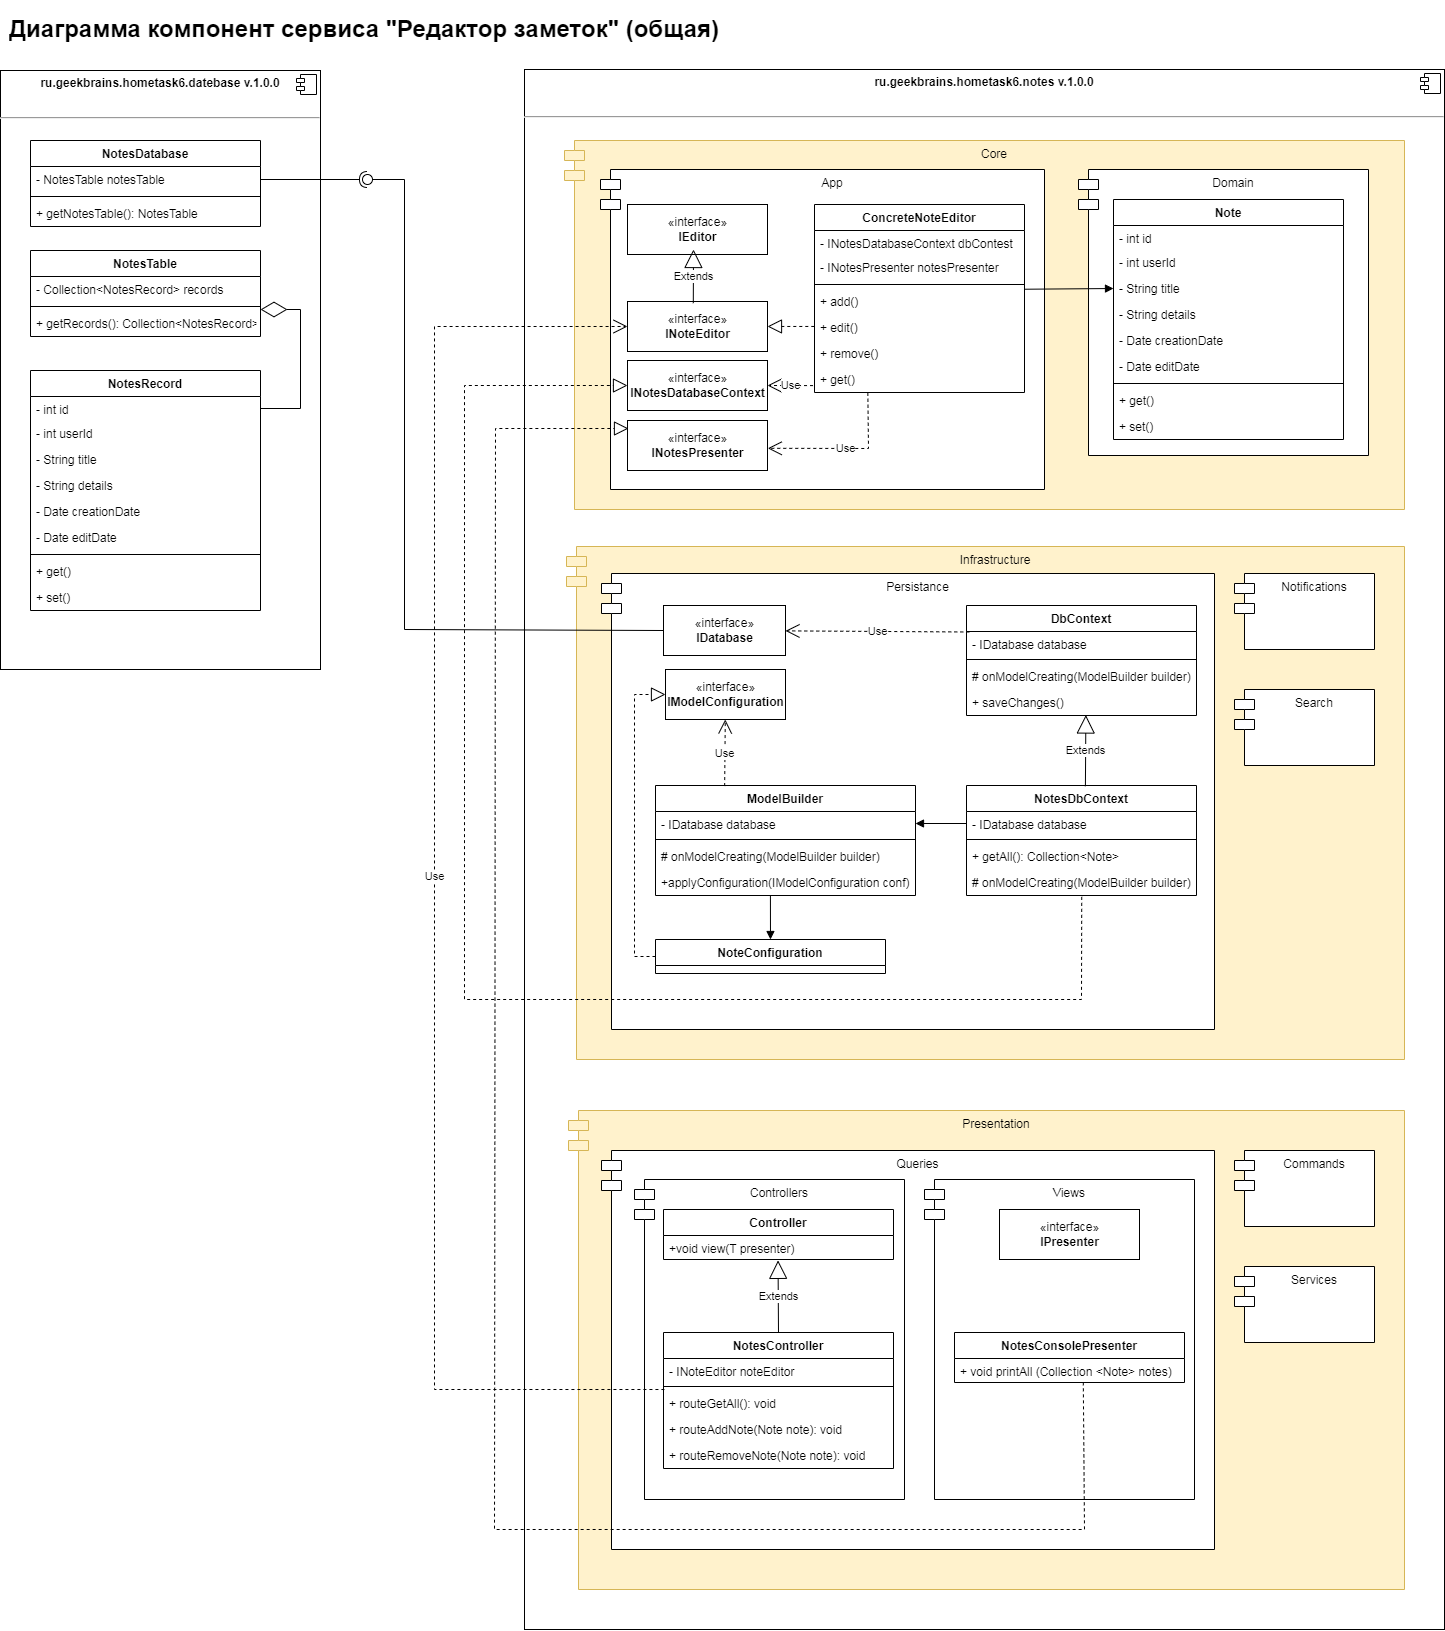 Диаграмма компонент сервиса "Редактор заметок" (общая)
ru.geekbrains.hometask6.datebase v.1.0.0
NotesDatabase
- NotesTable notesTable
+ getNotesTable(): NotesTable
NotesTable
- Collection<NotesRecord> records
+ getRecords(): Collection<NotesRecord>
NotesRecord
- int id
- int userId
- String title
- String details
- Date creationDate
- Date editDate
+ get()
+ set()
ru.geekbrains.hometask6.notes v.1.0.0
Core
App
«interface»
IEditor
Extends
«interface»
INoteEditor
«interface»
INotesDatabaseContext
«interface»
INotesPresenter
ConcreteNoteEditor
- INotesDatabaseContext dbContest
- INotesPresenter notesPresenter
+ add()
+ edit()
+ remove()
+ get()
Use
Use
Domain
Note
- int id
- int userId
- String title
- String details
- Date creationDate
- Date editDate
+ get()
+ set()
Infrastructure
Persistance
«interface»
IDatabase
Use
DbContext
- IDatabase database
# onModelCreating(ModelBuilder builder)
+ saveChanges()
«interface»
IModelConfiguration
Use
Extends
ModelBuilder
- IDatabase database
# onModelCreating(ModelBuilder builder)
+applyConfiguration(IModelConfiguration conf)
NotesDbContext
- IDatabase database
+ getAll(): Collection<Note>
# onModelCreating(ModelBuilder builder)
NoteConfiguration
Notifications
Search
Use
Presentation
Queries
Controllers
Controller
+void view(T presenter)
Extends
NotesController
- INoteEditor noteEditor
+ routeGetAll(): void
+ routeAddNote(Note note): void
+ routeRemoveNote(Note note): void
Views
«interface»
IPresenter
NotesConsolePresenter
+ void printAll (Collection <Note> notes)
Commands
Services